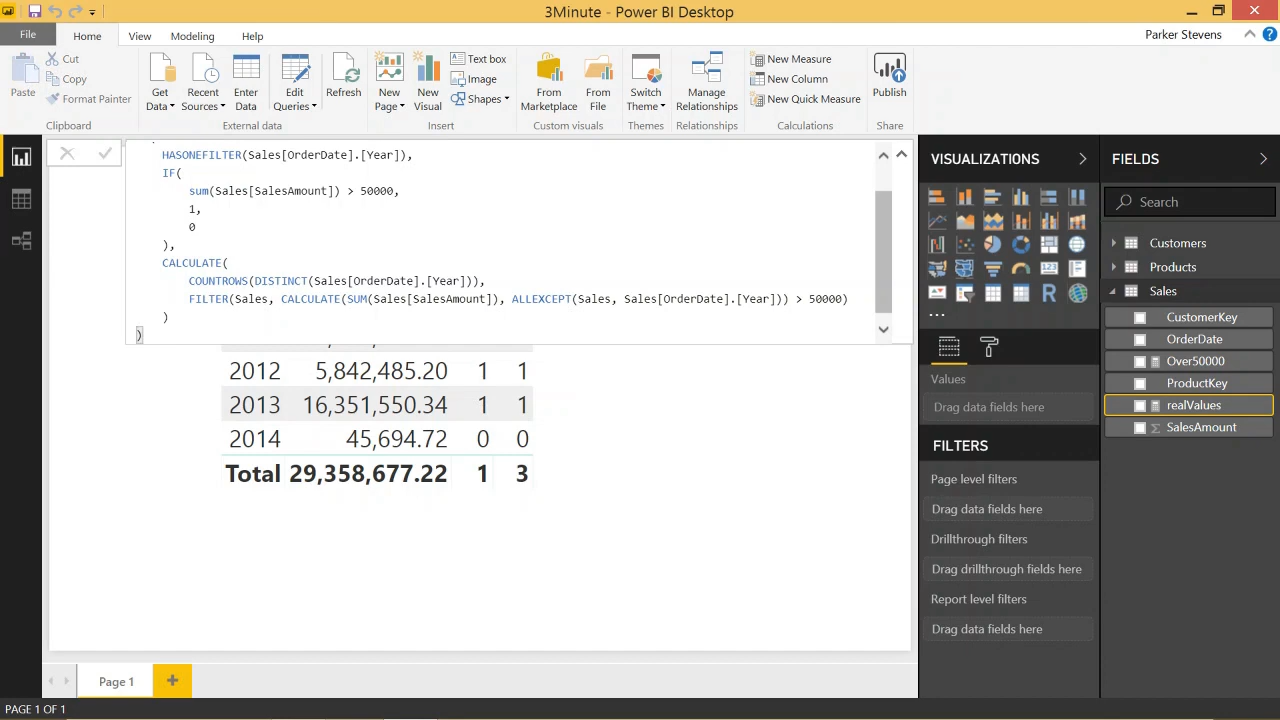 3Minute - Power BI Desktop
File
Home
View
Modeling
Help
Parker Stevens
Paste
Cut
Copy
Format Painter
Clipboard
Get Data
Recent Sources
Enter Data
Edit Queries
Refresh
External data
New Page
New Visual
Text box
Image
Shapes
Insert
From Marketplace
From File
Custom visuals
Switch Theme
Themes
Manage Relationships
Relationships
New Measure
New Column
New Quick Measure
Calculations
Publish
Share
HASONEFILTER(Sales[OrderDate].[Year]),
IF(
sum(Sales[SalesAmount]) > 50000,
1,
0
),
CALCULATE(
COUNTROWS(DISTINCT(Sales[OrderDate].[Year])),
FILTER(Sales, CALCULATE(SUM(Sales[SalesAmount]), ALLEXCEPT(Sales, Sales[OrderDate].[Year])) > 50000)
)
)
2012 5,842,485.20 1 1
2013 16,351,550.34 1 1
2014 45,694.72 0 0
Total 29,358,677.22 1 3
VISUALIZATIONS
123
R
Values
Drag data fields here
FILTERS
Page level filters
Drag data fields here
Drillthrough filters
Drag drillthrough fields here
Report level filters
Drag data fields here
FIELDS
Search
Customers
Products
Sales
CustomerKey
OrderDate
Over50000
ProductKey
realValues
SalesAmount
Page 1
PAGE 1 OF 1